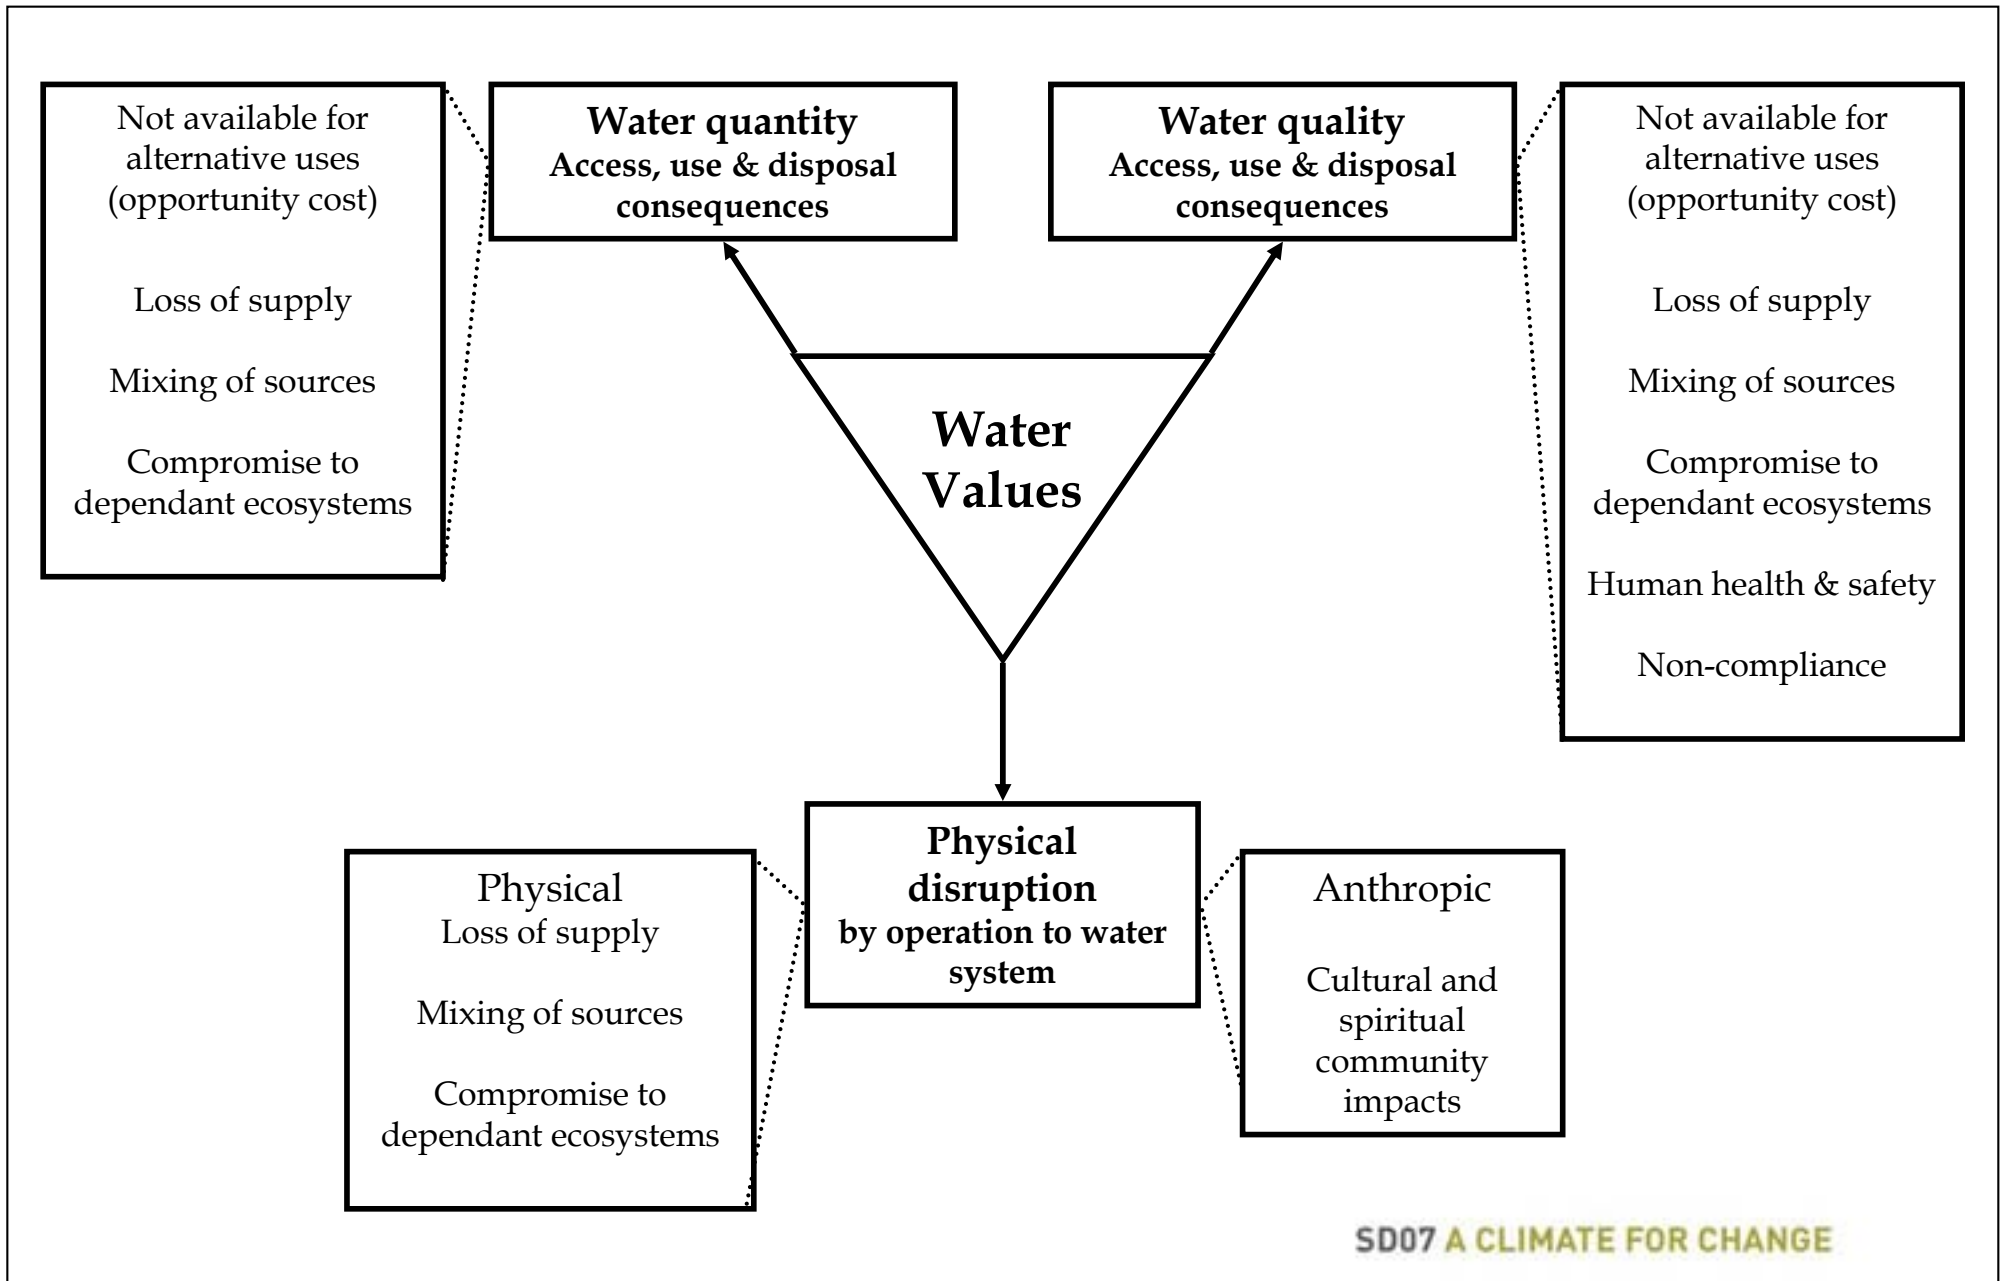 Not available for
alternative uses
(opportunity cost)
Loss of supply
Mixing of sources
Compromise to
dependant ecosystems
Water quantity
Access, use & disposal
consequences
Water quality
Access, use & disposal
consequences
Not available for
alternative uses
(opportunity cost)
Loss of supply
Mixing of sources
Compromise to
dependant ecosystems
Human health & safety
Non-compliance
Water
Values
Physical
Loss of supply
Mixing of sources
Compromise to
dependant ecosystems
Physical
disruption
by operation to water
system
Anthropic
Cultural and
spiritual
community
impacts
SD07 A CLIMATE FOR CHANGE